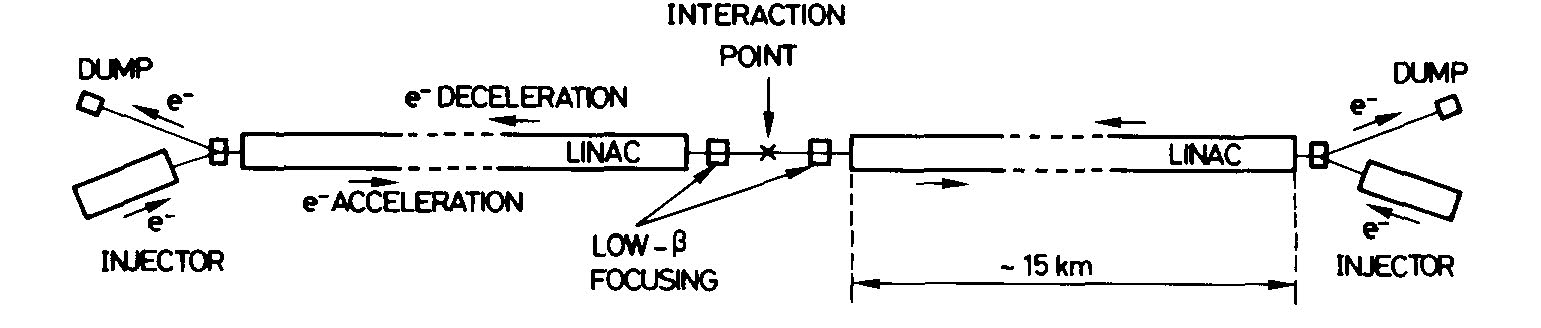 INTERACTION
POINT
DUMP
e⁻
e⁻ DECELERATION
LINAC
e⁻ ACCELERATION
e⁻
INJECTOR
LOW-β
FOCUSING
DUMP
e⁻
LINAC
e⁻
INJECTOR
~ 15 km